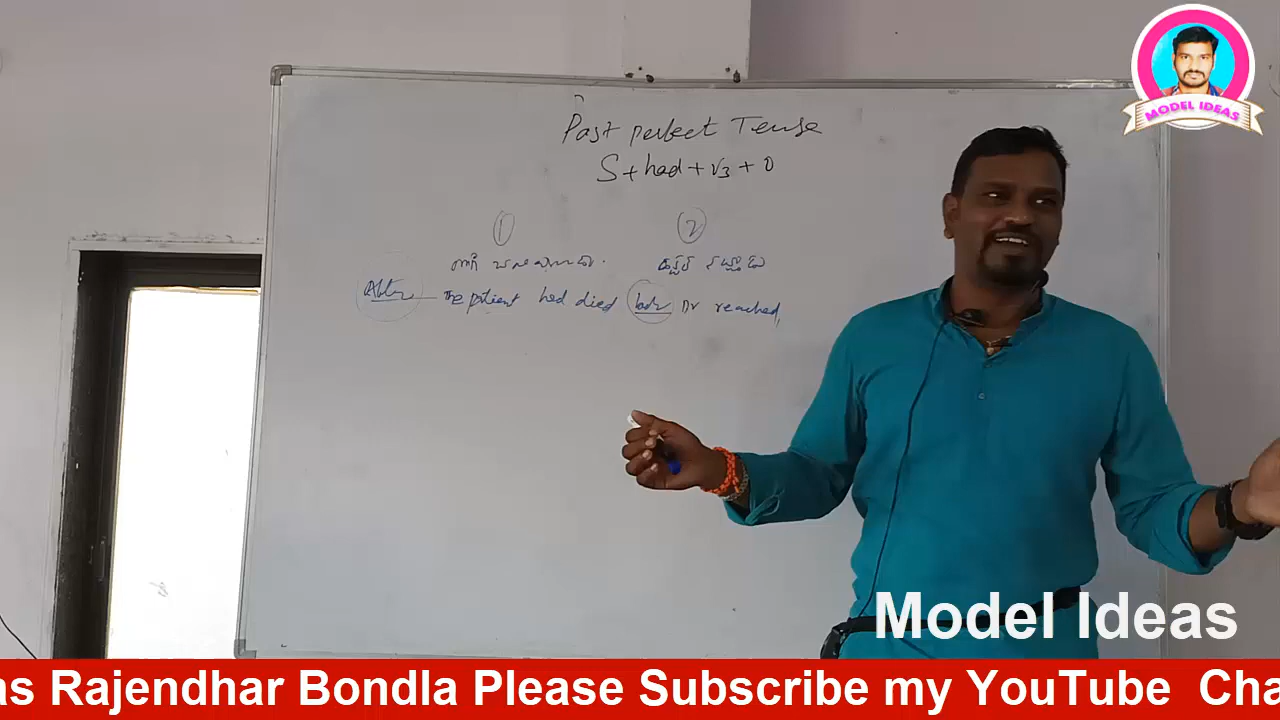 MODEL IDEAS
Past perfect Tense
S + had + V3 + O
① ②
After The patient had died before Dr reached,
Model Ideas
as Rajendhar Bondla Please Subscribe my YouTube Cha